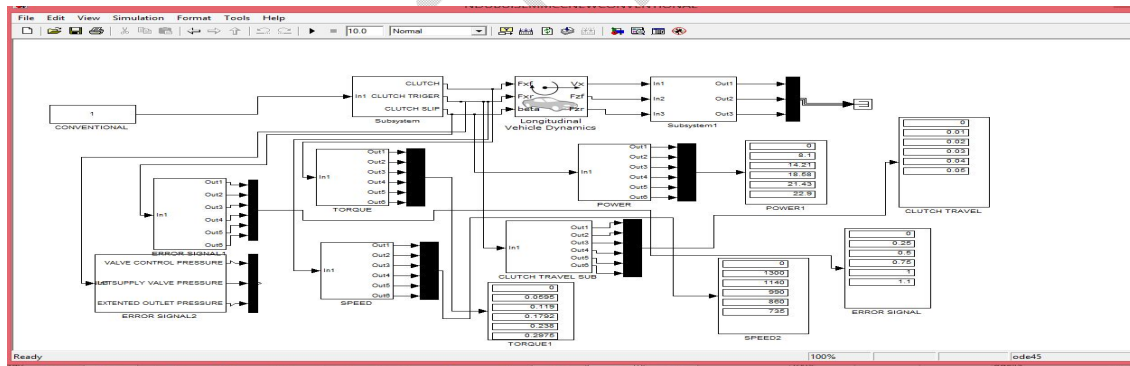 File Edit View Simulation Format Tools Help
10.0 Normal
1
CONVENTIONAL
In1
CLUTCH
CLUTCH TRIGER
CLUTCH SLIP
Subsystem
Fxf
Fxr
beta
Vx
Fzf
Fzr
Longitudinal
Vehicle Dynamics
In1
In2
In3
Out1
Out2
Out3
Subsystem1
0
0.01
0.02
0.03
0.04
0.05
CLUTCH TRAVEL
In1
Out1
Out2
Out3
Out4
Out5
Out6
TORQUE
In1
Out1
Out2
Out3
Out4
Out5
Out6
POWER
0
8.1
14.21
18.58
21.43
22.9
POWER1
In1
Out1
Out2
Out3
Out4
Out5
Out6
ERROR SIGNAL1
In1
Out1
Out2
Out3
Out4
Out5
Out6
SPEED
In1
Out1
Out2
Out3
Out4
Out5
Out6
CLUTCH TRAVEL SUB
0
0.25
0.5
0.75
1
1.1
ERROR SIGNAL
VALVE CONTROL PRESSURE
SUPPLY VALVE PRESSURE
EXTENTED OUTLET PRESSURE
ERROR SIGNAL2
0
0.0595
0.119
0.1792
0.238
0.2975
TORQUE1
0
1300
1140
990
860
735
SPEED2
Ready 100% ode45